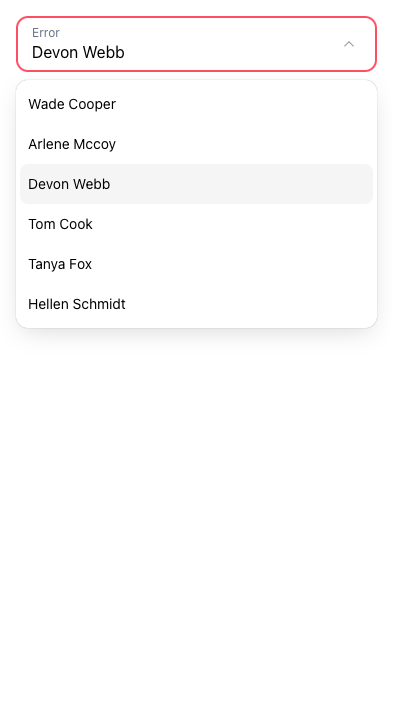 Error
Devon Webb
Wade Cooper
Arlene Mccoy
Devon Webb
Tom Cook
Tanya Fox
Hellen Schmidt